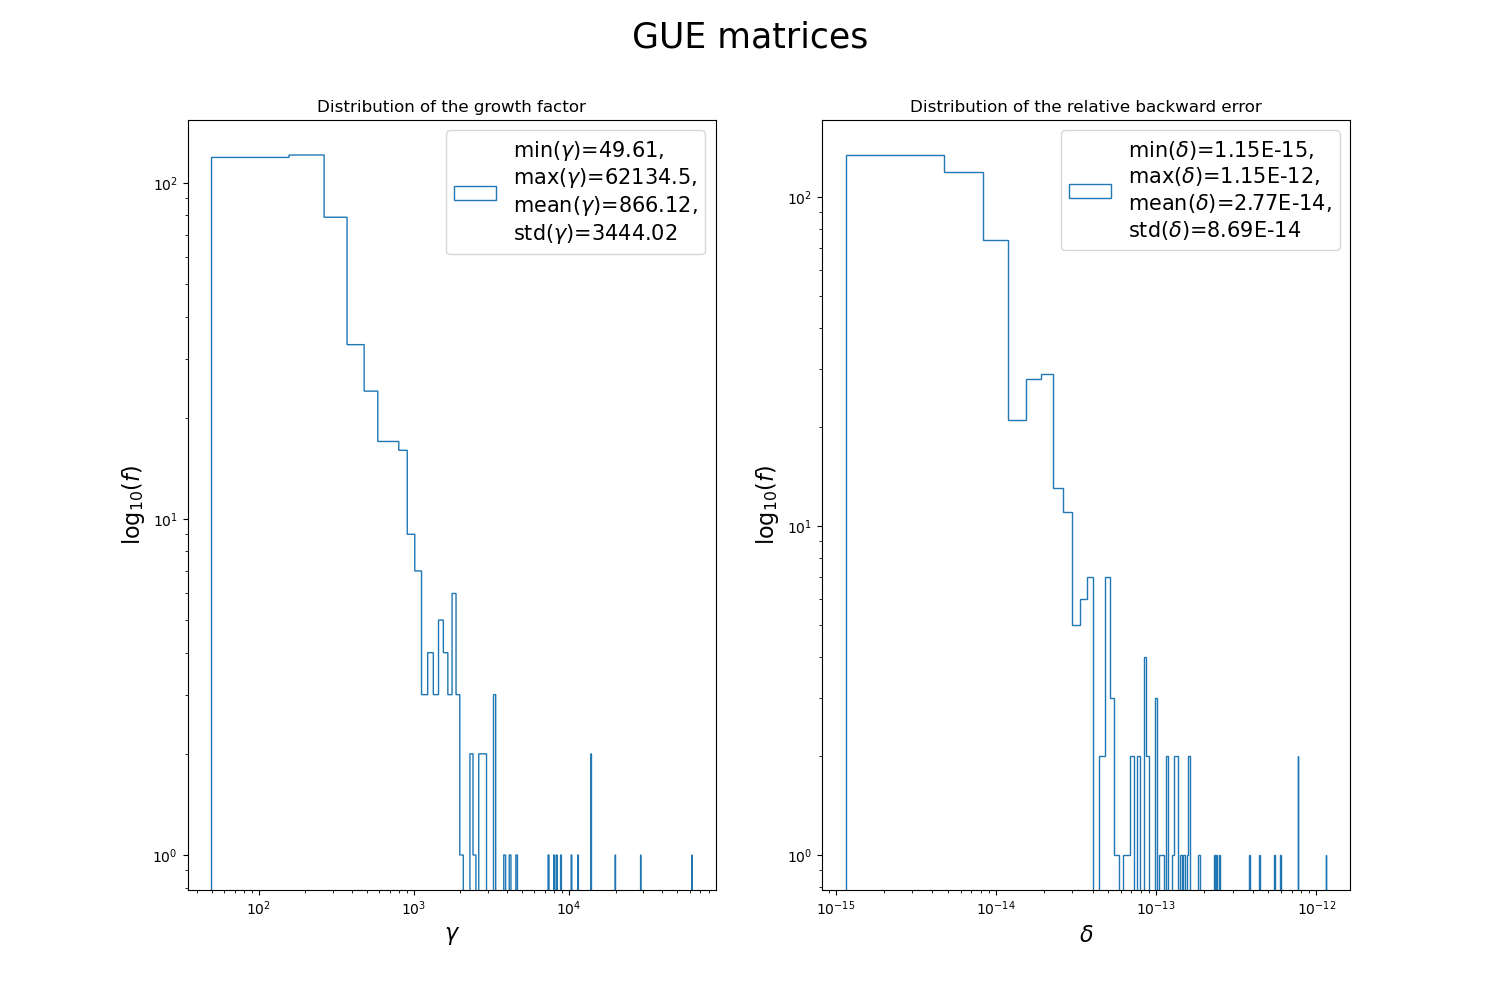 GUE matrices
Distribution of the growth factor
min(γ)=49.61,
max(γ)=62134.5,
mean(γ)=866.12,
std(γ)=3444.02
10²
10¹
10⁰
log₁₀(f)
10²
10³
10⁴
γ
Distribution of the relative backward error
min(δ)=1.15E-15,
max(δ)=1.15E-12,
mean(δ)=2.77E-14,
std(δ)=8.69E-14
10²
10¹
10⁰
log₁₀(f)
10⁻¹⁵
10⁻¹⁴
10⁻¹³
10⁻¹²
δ